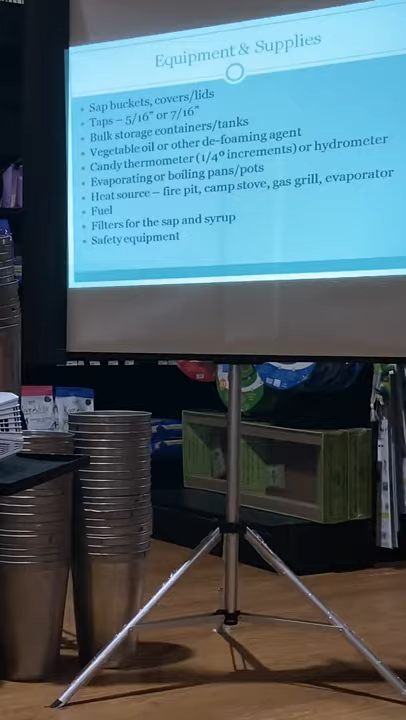 Equipment & Supplies
• Sap buckets, covers/lids
• Taps – 5/16" or 7/16"
• Bulk storage containers/tanks
• Vegetable oil or other de-foaming agent
• Candy thermometer (1/4º increments) or hydrometer
• Evaporating or boiling pans/pots
• Heat source – fire pit, camp stove, gas grill, evaporator
• Fuel
• Filters for the sap and syrup
• Safety equipment